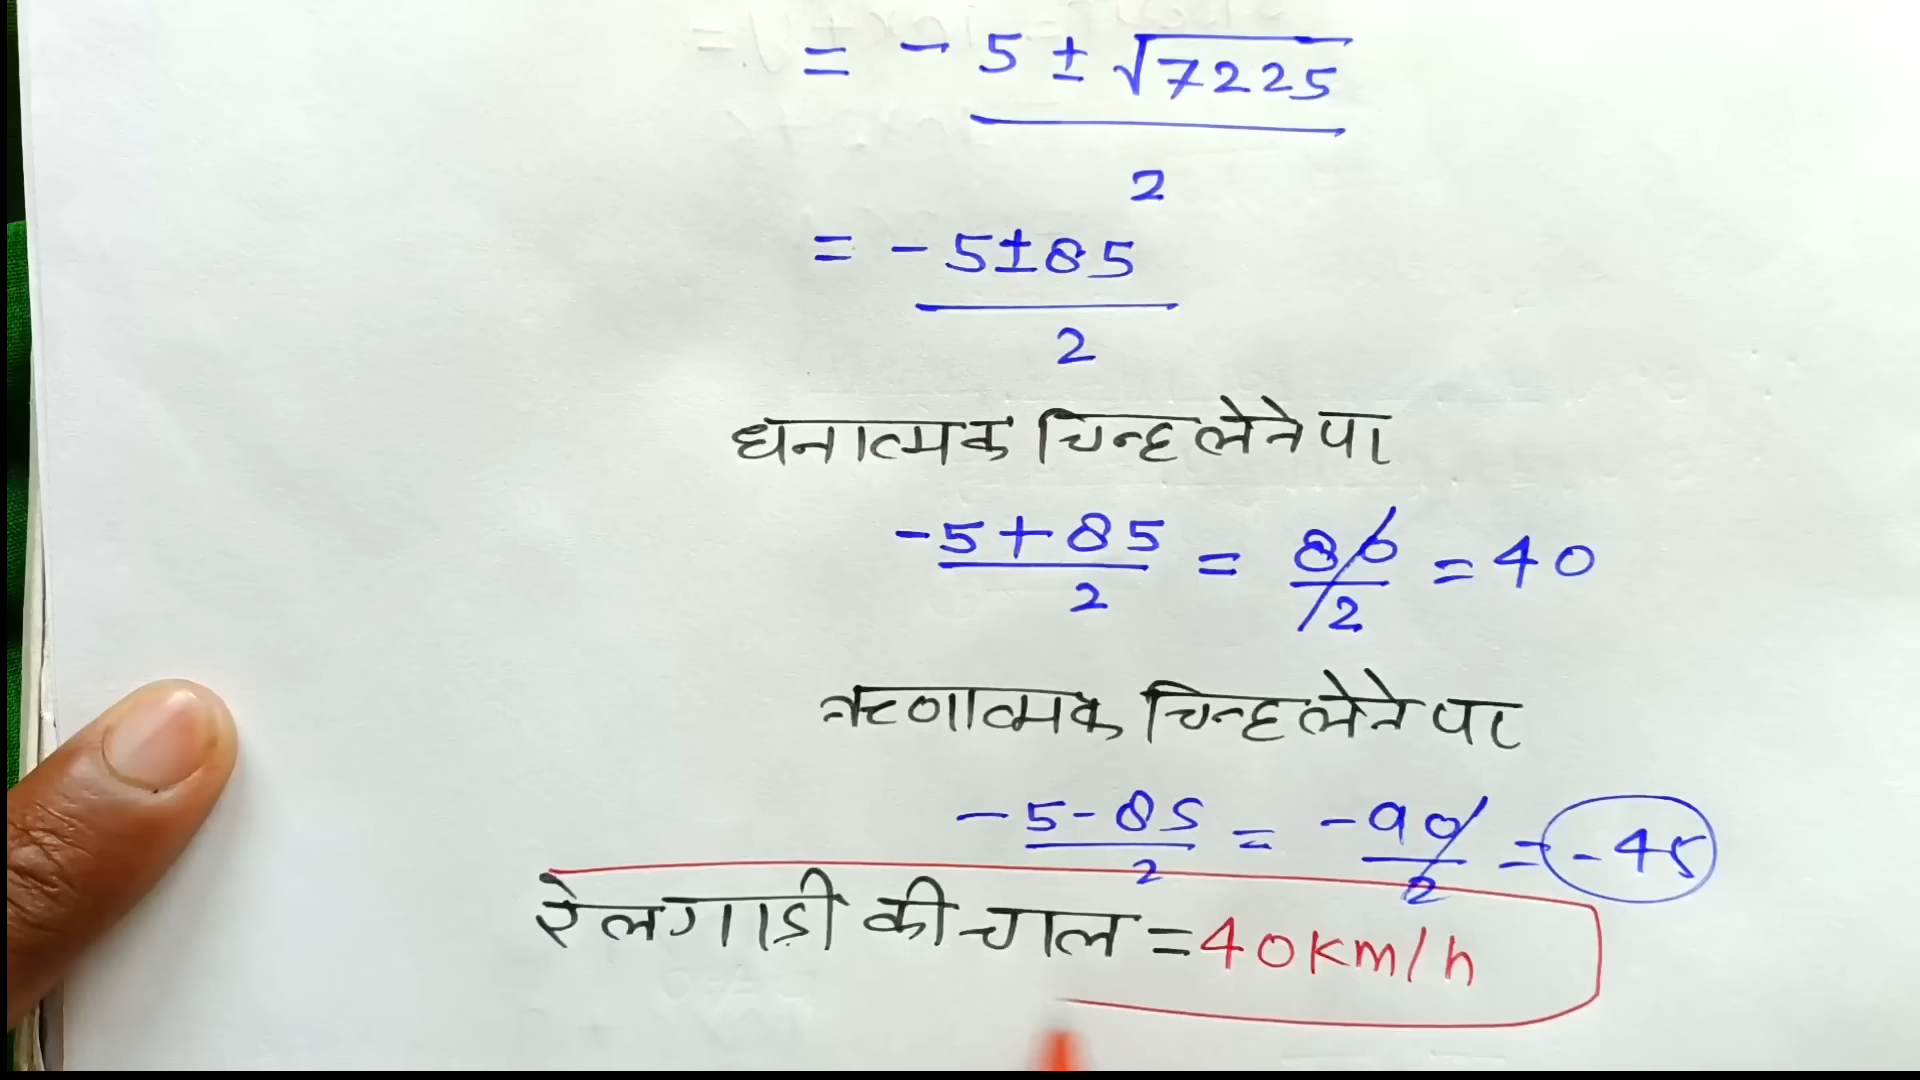 = -5 ± √7225
2
= -5±85
2
धनात्मक चिन्ह लेने पर
-5+85 = 80 = 40
2 2
ऋणात्मक चिन्ह लेने पर
-5-85 = -90 = -45
2 2
रेलगाड़ी की चाल = 40km/h